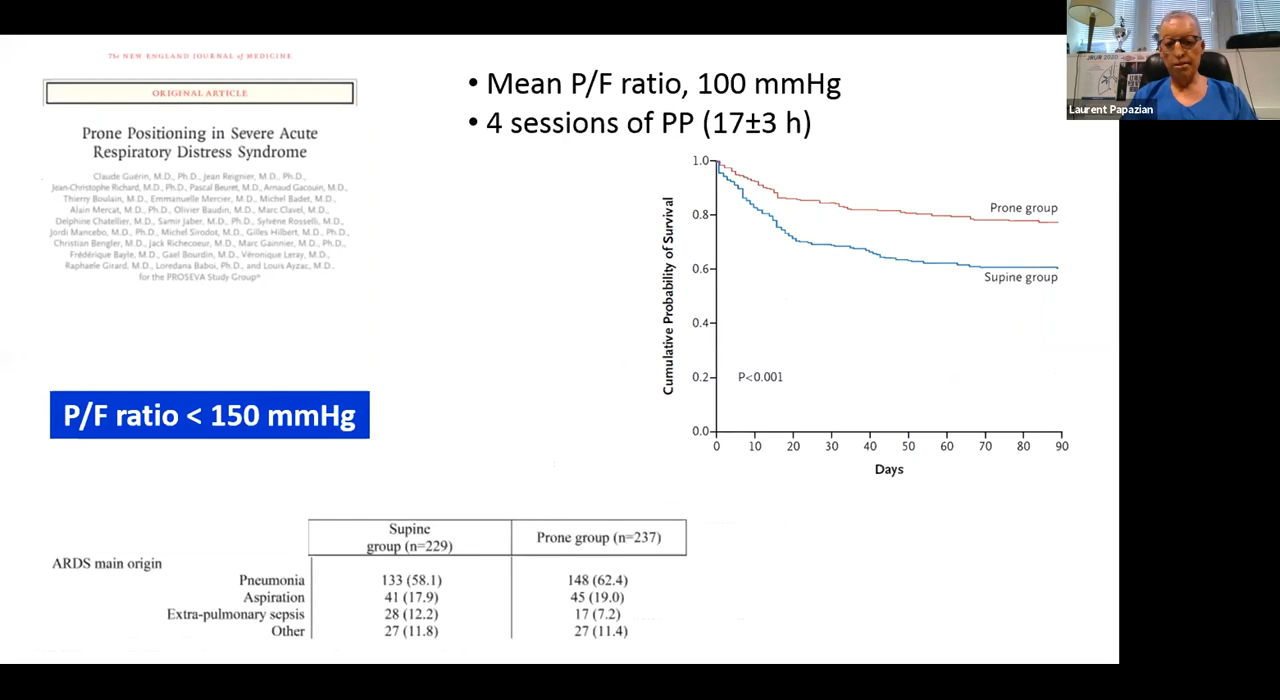 The NEW ENGLAND JOURNAL of MEDICINE
ORIGINAL ARTICLE
Prone Positioning in Severe Acute
Respiratory Distress Syndrome
Claude Guérin, M.D., Ph.D., Jean Reignier, M.D., Ph.D.,
Jean-Christophe Richard, M.D., Ph.D., Pascal Beuret, M.D., Arnaud Gacouin, M.D.,
Thierry Boulain, M.D., Emmanuelle Mercier, M.D., Michel Badet, M.D.,
Alain Mercat, M.D., Ph.D., Olivier Baudin, M.D., Marc Clavel, M.D.,
Delphine Chatellier, M.D., Samir Jaber, M.D., Ph.D., Sylvène Rosselli, M.D.,
Jordi Mancebo, M.D., Ph.D., Michel Sirodot, M.D., Gilles Hilbert, M.D., Ph.D.,
Christian Bengler, M.D., Jack Richecoeur, M.D., Marc Gainnier, M.D., Ph.D.,
Frédérique Bayle, M.D., Gael Bourdin, M.D., Véronique Leray, M.D.,
Raphaele Girard, M.D., Loredana Baboi, Ph.D., and Louis Ayzac, M.D.
for the PROSEVA Study Group*
• Mean P/F ratio, 100 mmHg
• 4 sessions of PP (17±3 h)
JRUR 2020
Laurent Papazian
Cumulative Probability of Survival
1.0
0.8
0.6
0.4
0.2
0.0
Prone group
Supine group
P<0.001
0 10 20 30 40 50 60 70 80 90
Days
P/F ratio < 150 mmHg
Supine
group (n=229)
Prone group (n=237)
ARDS main origin
Pneumonia 133 (58.1) 148 (62.4)
Aspiration 41 (17.9) 45 (19.0)
Extra-pulmonary sepsis 28 (12.2) 17 (7.2)
Other 27 (11.8) 27 (11.4)